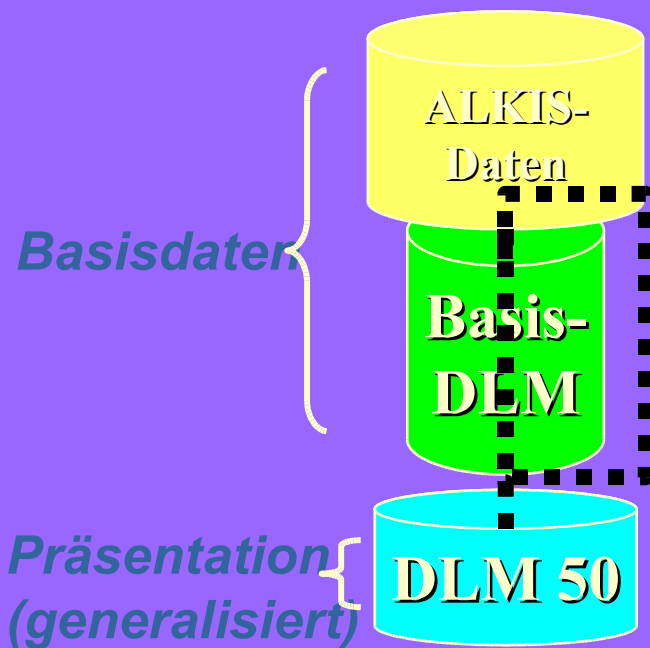 ALKIS-
Daten
Basisdaten
Basis-
DLM
Präsentation
(generalisiert)
DLM 50